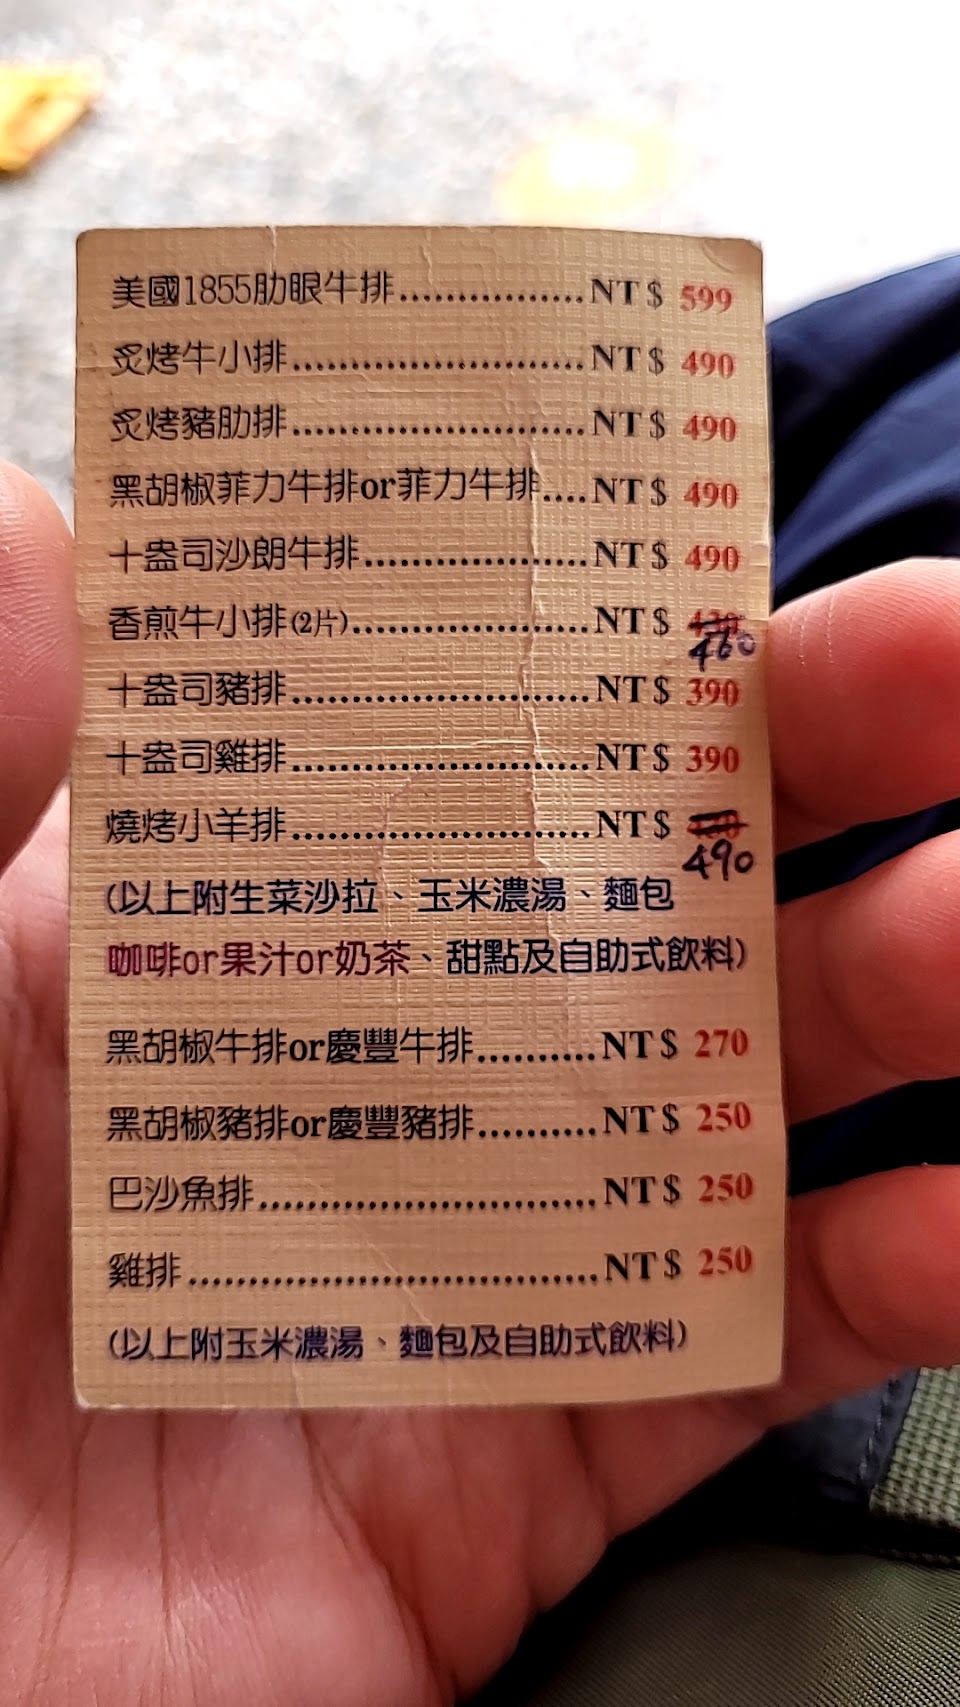 美國1855肋眼牛排................NT$ 599
炙烤牛小排.........................NT$ 490
炙烤豬肋排.........................NT$ 490
黑胡椒菲力牛排or菲力牛排....NT$ 490
十盎司沙朗牛排...................NT$ 490
香煎牛小排(2片)....................NT$
460
十盎司豬排.........................NT$ 390
十盎司雞排.........................NT$ 390
燒烤小羊排.........................NT$
490
(以上附生菜沙拉、玉米濃湯、麵包
咖啡or果汁or奶茶、甜點及自助式飲料)
黑胡椒牛排or慶豐牛排..........NT$ 270
黑胡椒豬排or慶豐豬排..........NT$ 250
巴沙魚排............................NT$ 250
雞排..................................NT$ 250
(以上附玉米濃湯、麵包及自助式飲料)